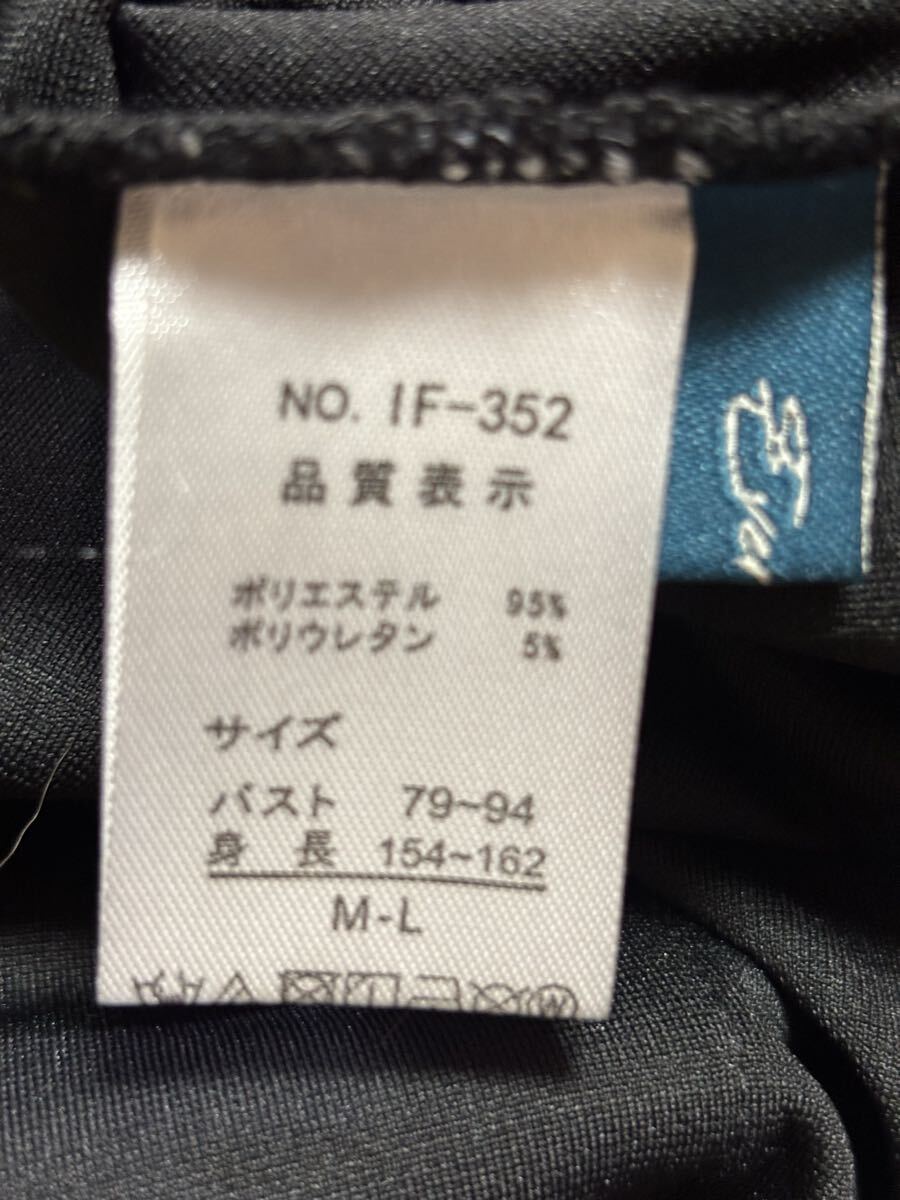 NO. IF-352
品質表示
ポリエステル 95%
ポリウレタン 5%
サイズ
バスト 79~94
身長 154~162
M-L